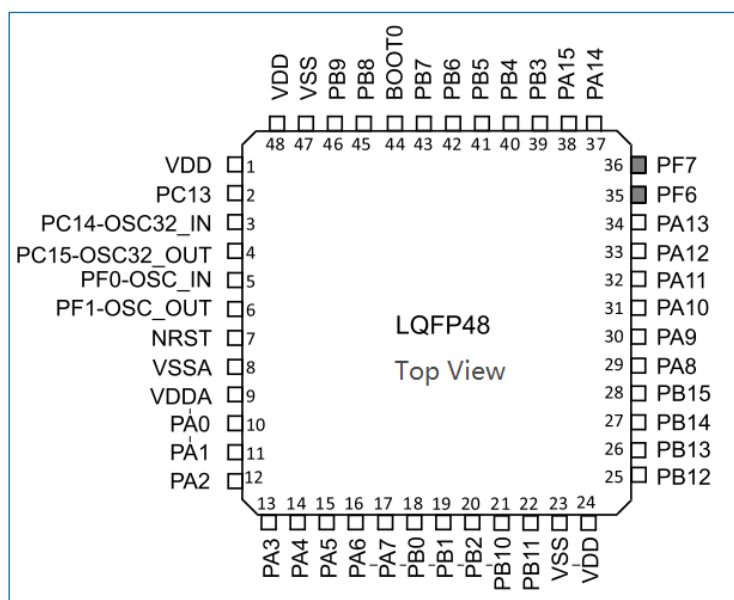 VDD
VSS
PB9
PB8
BOOT0
PB7
PB6
PB5
PB4
PB3
PA15
PA14
48 47 46 45 44 43 42 41 40 39 38 37
VDD 1
PC13 2
PC14-OSC32_IN 3
PC15-OSC32_OUT 4
PF0-OSC_IN 5
PF1-OSC_OUT 6
NRST 7
VSSA 8
VDDA 9
PA0 10
PA1 11
PA2 12
LQFP48
Top View
36 PF7
35 PF6
34 PA13
33 PA12
32 PA11
31 PA10
30 PA9
29 PA8
28 PB15
27 PB14
26 PB13
25 PB12
13 14 15 16 17 18 19 20 21 22 23 24
PA3
PA4
PA5
PA6
PA7
PB0
PB1
PB2
PB10
PB11
VSS
VDD